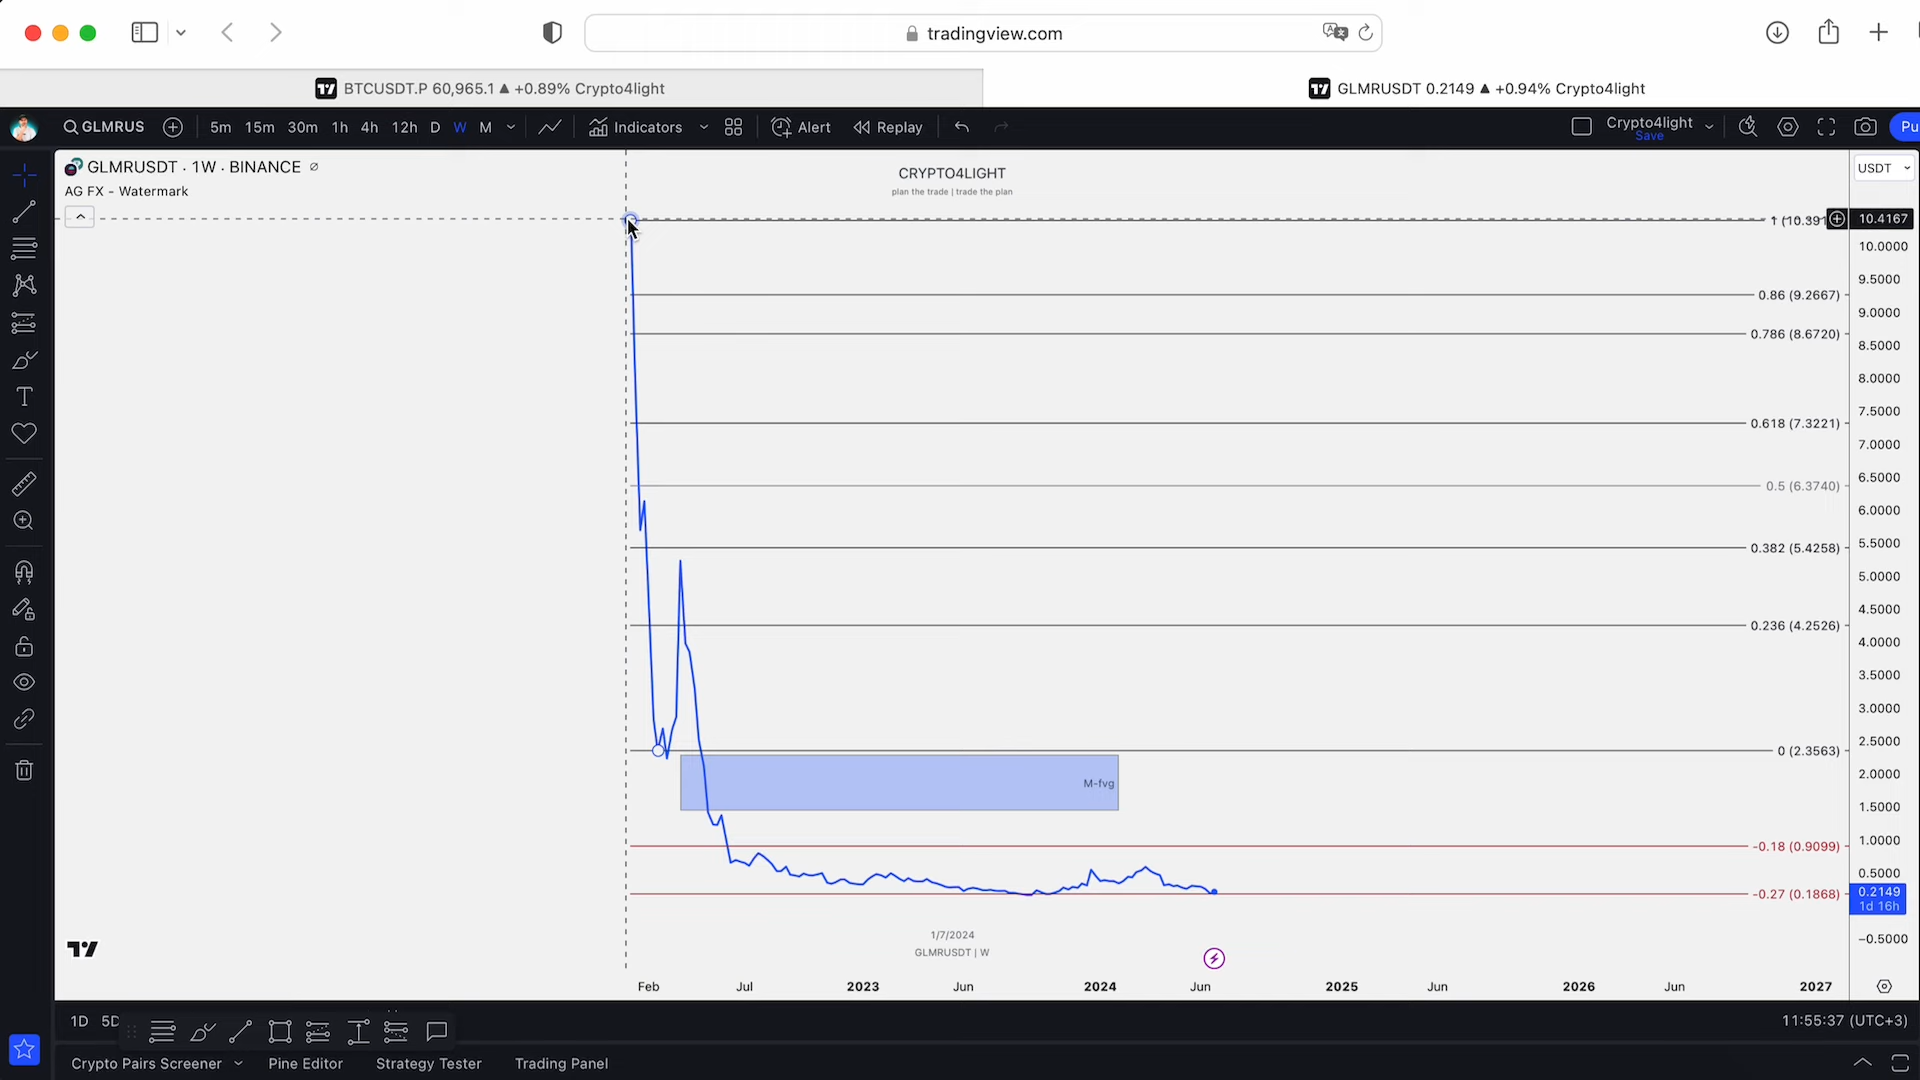 tradingview.com
BTCUSDT.P 60,965.1 ▲ +0.89% Crypto4light
GLMRUSDT 0.2149 ▲ +0.94% Crypto4light
GLMRUS 5m 15m 30m 1h 4h 12h D W M Indicators Alert Replay Crypto4light Pu
Save
GLMRUSDT · 1W · BINANCE
USDT
AG FX - Watermark
CRYPTO4LIGHT
plan the trade | trade the plan
1 (10.391
10.4167
10.0000
9.5000
0.86 (9.2667)
9.0000
0.786 (8.6720)
8.5000
8.0000
7.5000
0.618 (7.3221)
7.0000
6.5000
0.5 (6.3740)
6.0000
5.5000
0.382 (5.4258)
5.0000
4.5000
0.236 (4.2526)
4.0000
3.5000
3.0000
2.5000
0 (2.3563)
2.0000
M-fvg
1.5000
1.0000
-0.18 (0.9099)
0.5000
-0.27 (0.1868)
0.2149
1d 16h
-0.5000
1/7/2024
GLMRUSDT | W
Feb Jul 2023 Jun 2024 Jun 2025 Jun 2026 Jun 2027
1D 5D
11:55:37 (UTC+3)
Crypto Pairs Screener Pine Editor Strategy Tester Trading Panel